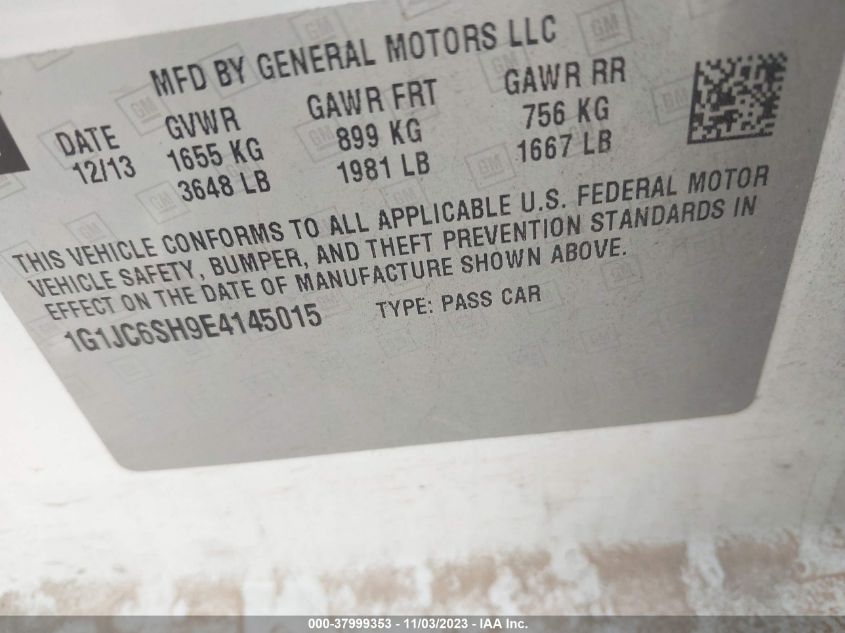 MFD BY GENERAL MOTORS LLC
DATE GVWR GAWR FRT GAWR RR
12/13 1655 KG 899 KG 756 KG
3648 LB 1981 LB 1667 LB
THIS VEHICLE CONFORMS TO ALL APPLICABLE U.S. FEDERAL MOTOR
VEHICLE SAFETY, BUMPER, AND THEFT PREVENTION STANDARDS IN
EFFECT ON THE DATE OF MANUFACTURE SHOWN ABOVE.
1G1JC6SH9E4145015 TYPE: PASS CAR
000-37999353 - 11/03/2023 - IAA Inc.